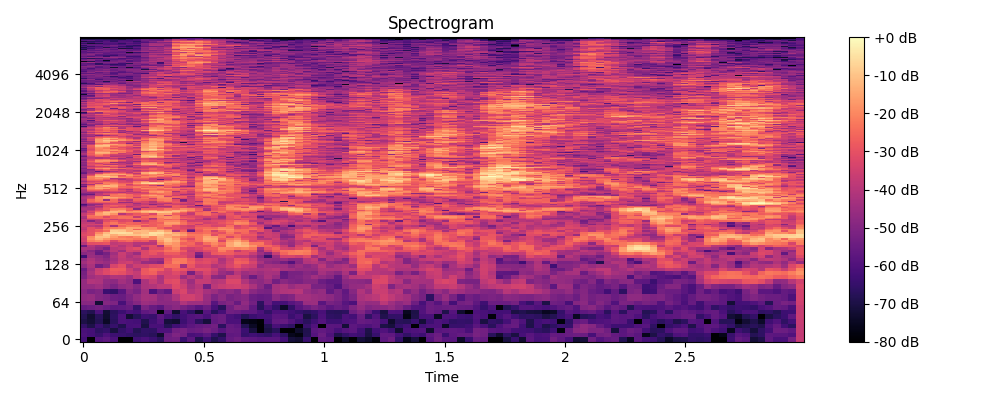 Spectrogram
Hz
4096
2048
1024
512
256
128
64
0
0
0.5
1
1.5
2
2.5
Time
+0 dB
-10 dB
-20 dB
-30 dB
-40 dB
-50 dB
-60 dB
-70 dB
-80 dB